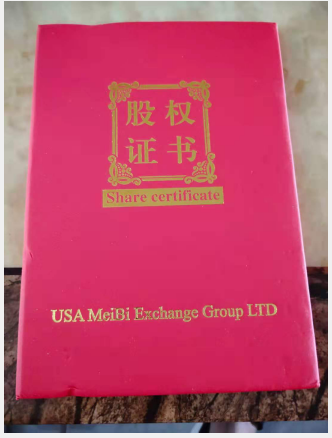 股权
证书
Share certificate
USA MeiBi Exchange Group LTD